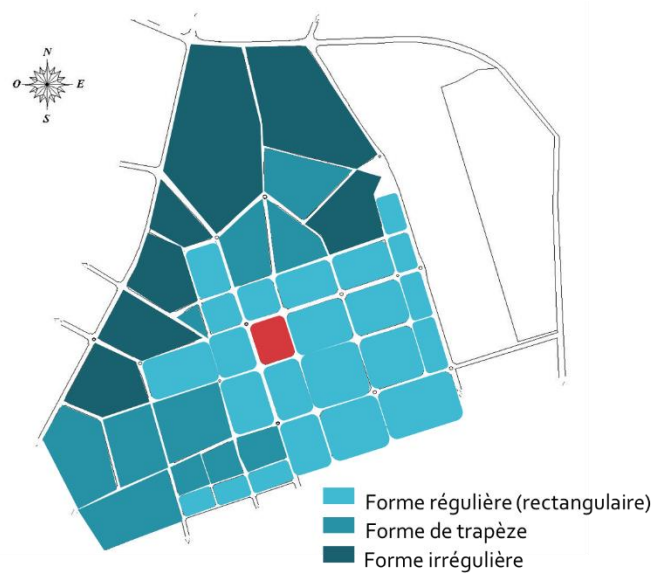 N
O E
S
Forme régulière (rectangulaire)
Forme de trapèze
Forme irrégulière